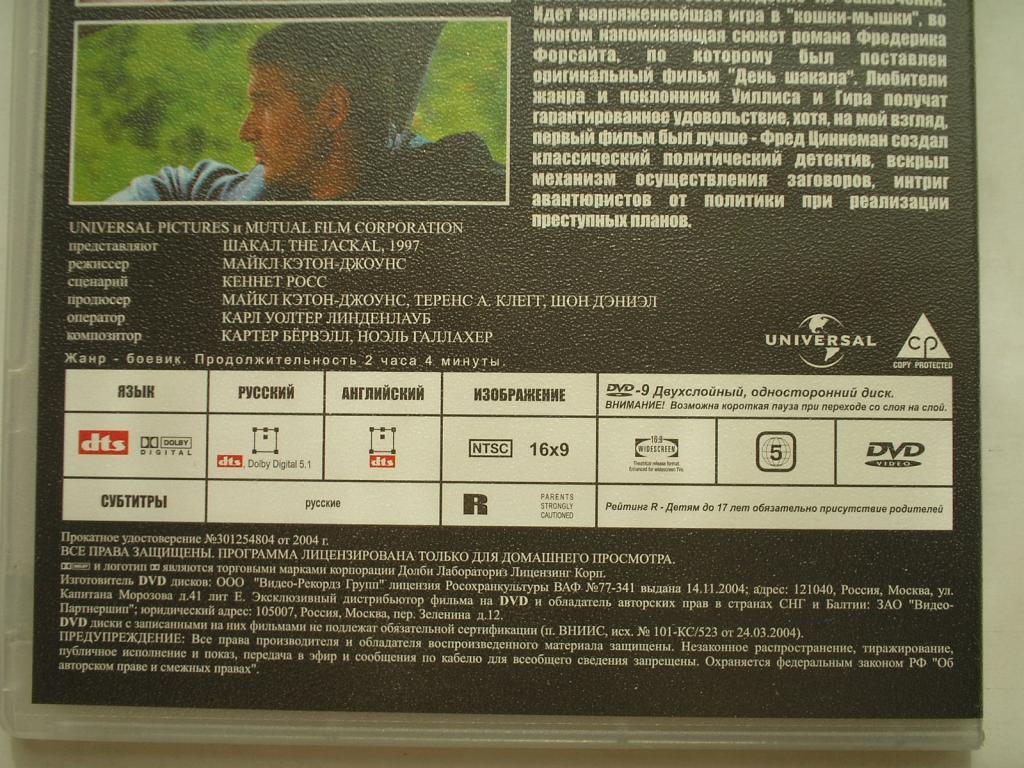 Идет напряженнейшая игра в "кошки-мышки", во
многом напоминающая сюжет романа Фредерика
Форсайта, по которому был поставлен
оригинальный фильм "День шакала". Любители
жанра и поклонники Уиллиса и Гира получат
гарантированное удовольствие, хотя, на мой взгляд,
первый фильм был лучше - Фред Циннеман создал
классический политический детектив, вскрыл
механизм осуществления заговоров, интриг
авантюристов от политики при реализации
преступных планов.
UNIVERSAL PICTURES и MUTUAL FILM CORPORATION
представляют ШАКАЛ, THE JACKAL, 1997
режиссер МАЙКЛ КЭТОН-ДЖОУНС
сценарий КЕННЕТ РОСС
продюсер МАЙКЛ КЭТОН-ДЖОУНС, ТЕРЕНС А. КЛЕГГ, ШОН ДЭНИЭЛ
оператор КАРЛ УОЛТЕР ЛИНДЕНЛАУБ
композитор КАРТЕР БЁРВЭЛЛ, НОЭЛЬ ГАЛЛАХЕР
Жанр - боевик. Продолжительность 2 часа 4 минуты.
UNIVERSAL
CP
COPY PROTECTED
ЯЗЫК РУССКИЙ АНГЛИЙСКИЙ ИЗОБРАЖЕНИЕ
DVD-9 Двухслойный, односторонний диск.
ВНИМАНИЕ! Возможна короткая пауза при переходе со слоя на слой.
dts DOLBY DIGITAL
dts, Dolby Digital 5.1
dts
NTSC 16x9
16:9 WIDESCREEN
Theatrical release format.
Enhanced for widescreen TVs
5
DVD VIDEO
СУБТИТРЫ русские
R PARENTS STRONGLY CAUTIONED
Рейтинг R - Детям до 17 лет обязательно присутствие родителей
Прокатное удостоверение №301254804 от 2004 г.
ВСЕ ПРАВА ЗАЩИЩЕНЫ. ПРОГРАММА ЛИЦЕНЗИРОВАНА ТОЛЬКО ДЛЯ ДОМАШНЕГО ПРОСМОТРА.
и логотип являются торговыми марками корпорации Долби Лабораториз Лицензинг Корп.
Изготовитель DVD дисков: ООО "Видео-Рекордз Групп" лицензия Росохранкультуры ВАФ №77-341 выдана 14.11.2004; адрес: 121040, Россия, Москва, ул.
Капитана Морозова д.41 лит Е. Эксклюзивный дистрибьютор фильма на DVD и обладатель авторских прав в странах СНГ и Балтии: ЗАО "Видео-
Партнершип"; юридический адрес: 105007, Россия, Москва, пер. Зеленина д.12.
DVD диски с записанными на них фильмами не подлежат обязательной сертификации (п. ВНИИС, исх. № 101-КС/523 от 24.03.2004).
ПРЕДУПРЕЖДЕНИЕ: Все права производителя и обладателя воспроизведенного материала защищены. Незаконное распространение, тиражирование,
публичное исполнение и показ, передача в эфир и сообщения по кабелю для всеобщего сведения запрещены. Охраняется федеральным законом РФ "Об
авторском праве и смежных правах".